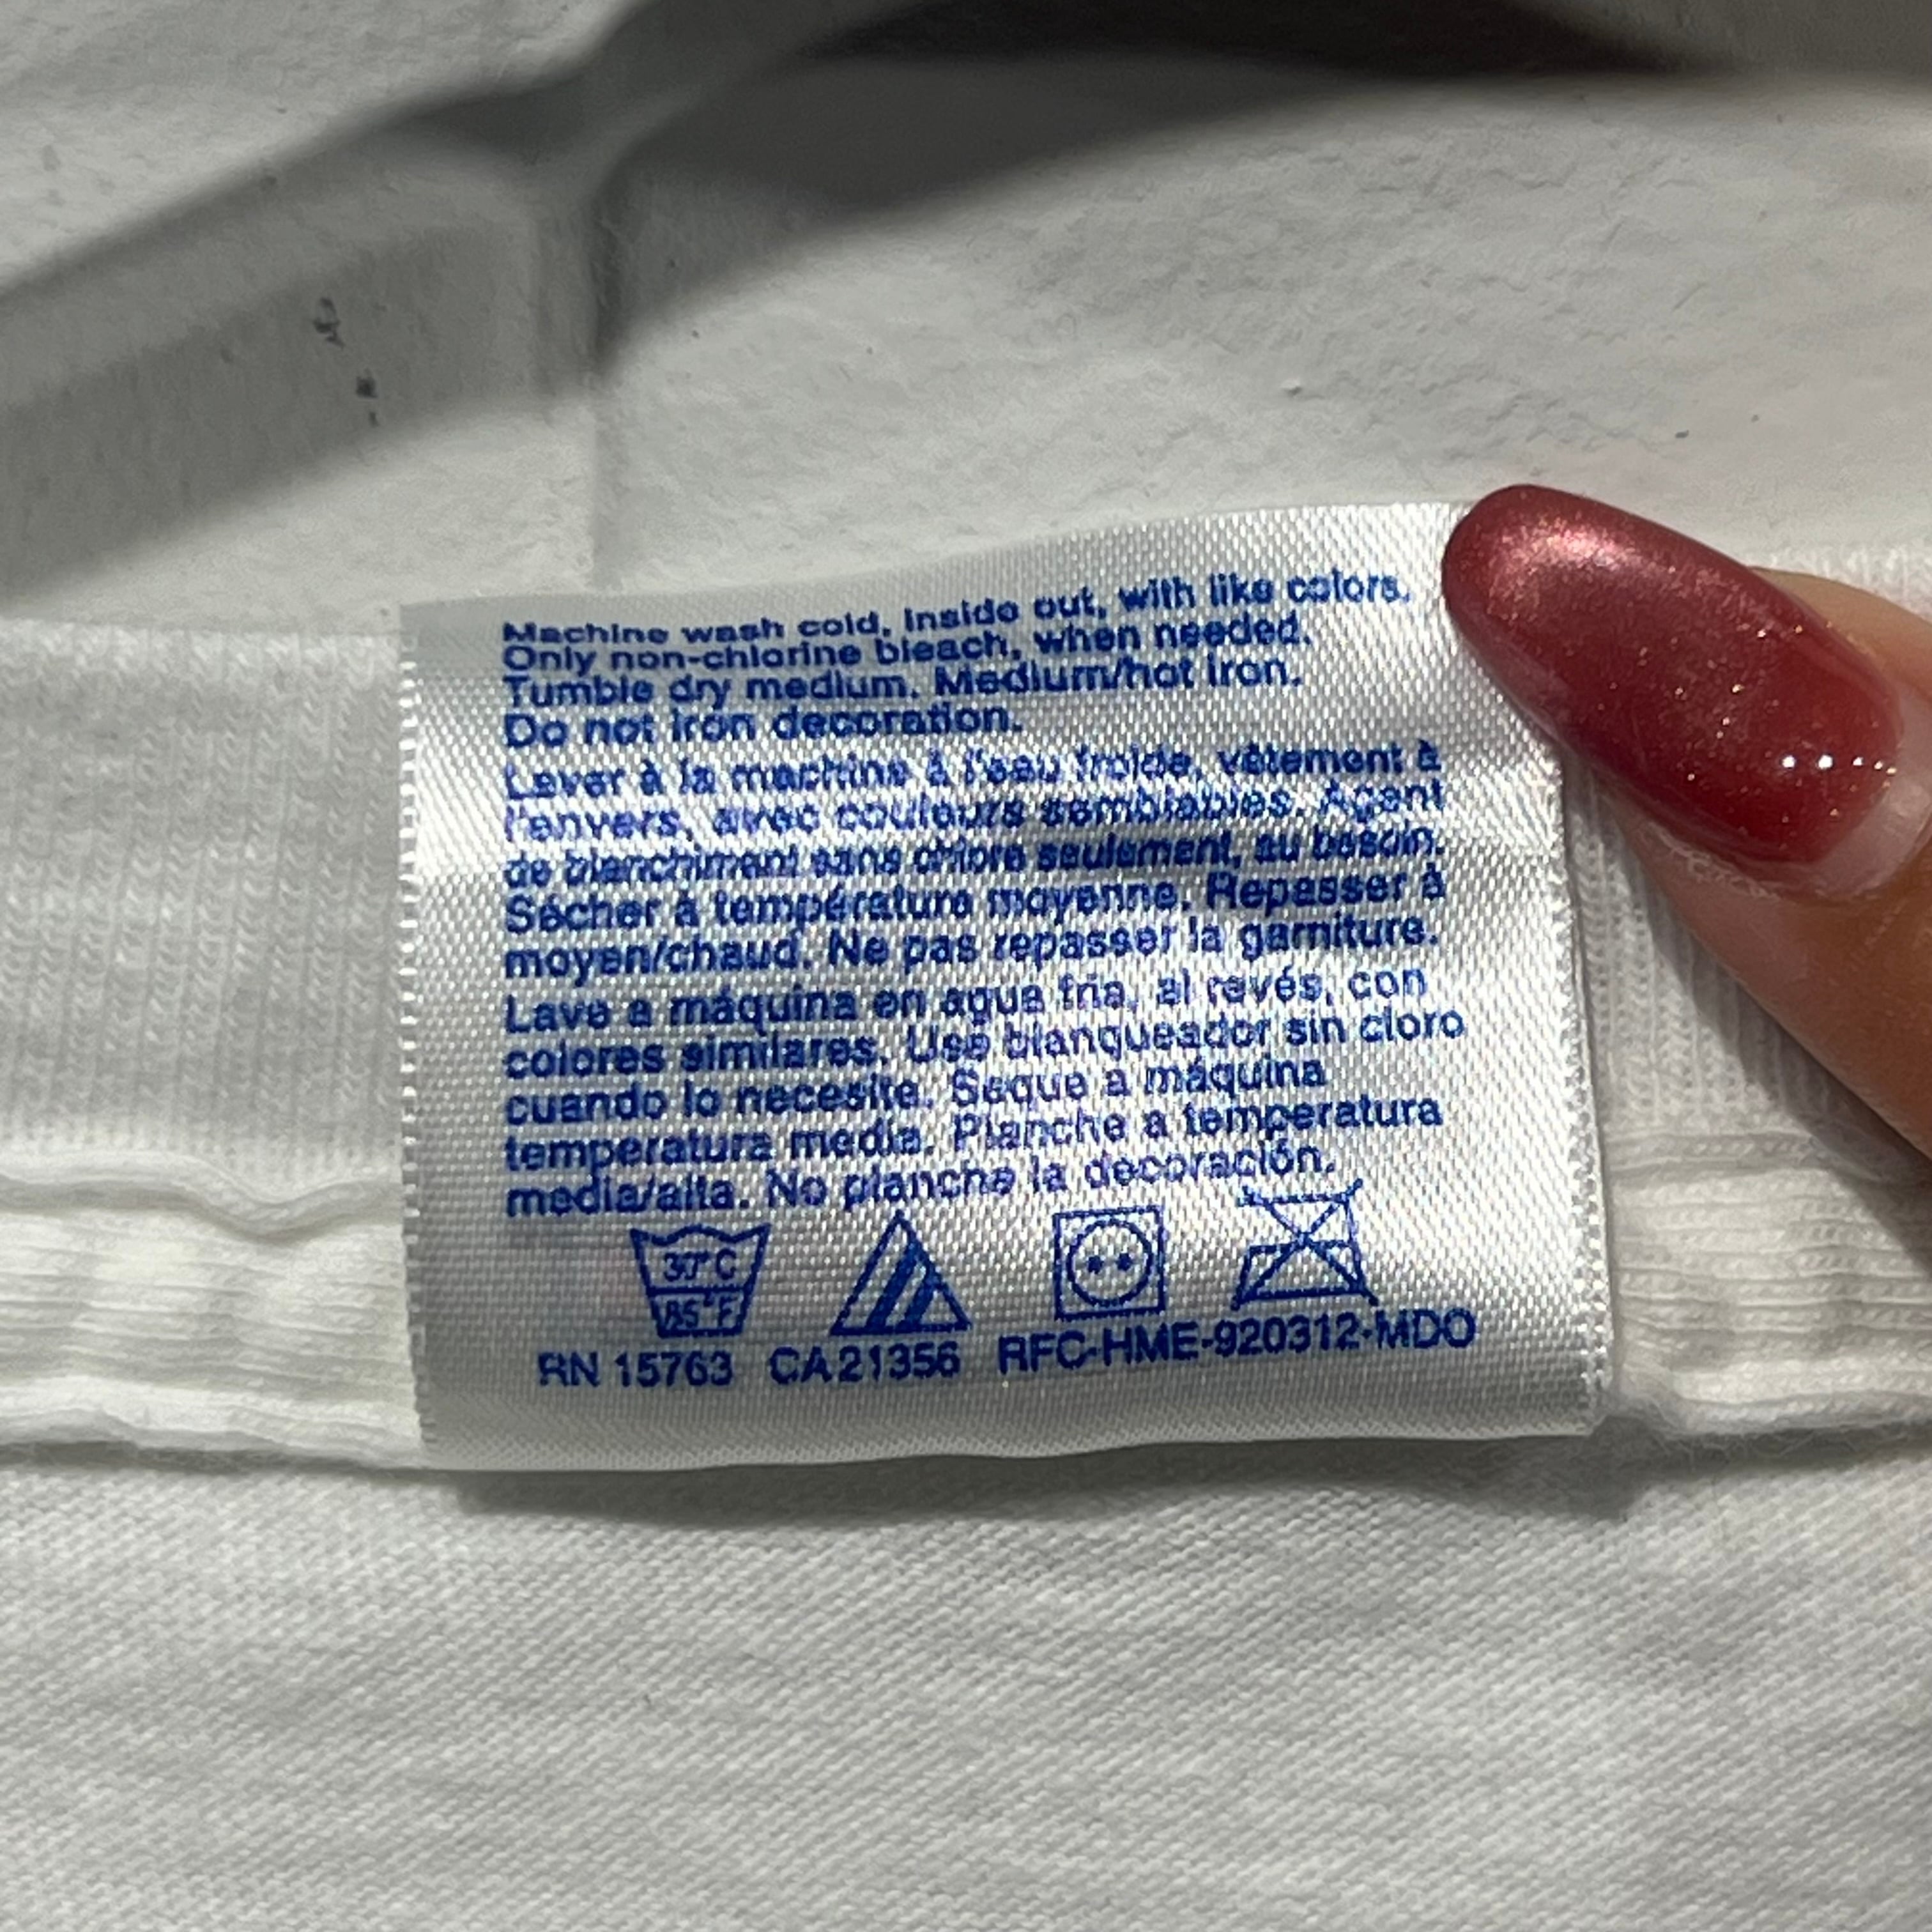 Machine wash cold, inside out, with like colors.
Only non-chlorine bleach, when needed.
Tumble dry medium. Medium/hot iron.
Do not iron decoration.
Laver à la machine à l'eau froide, vêtement à
l'envers, avec couleurs semblables. Agent
de blanchiment sans chlore seulement, au besoin.
Sécher à température moyenne. Repasser à
moyen/chaud. Ne pas repasser la garniture.
Lave a máquina en agua fria, al revés, con
colores similares. Use blanqueador sin cloro
cuando lo necesite. Seque a máquina
temperatura media. Planche a temperatura
media/alta. No planche la decoración.
30°C
85°F
RN 15763 CA21356 RFC-HME-920312-MDO